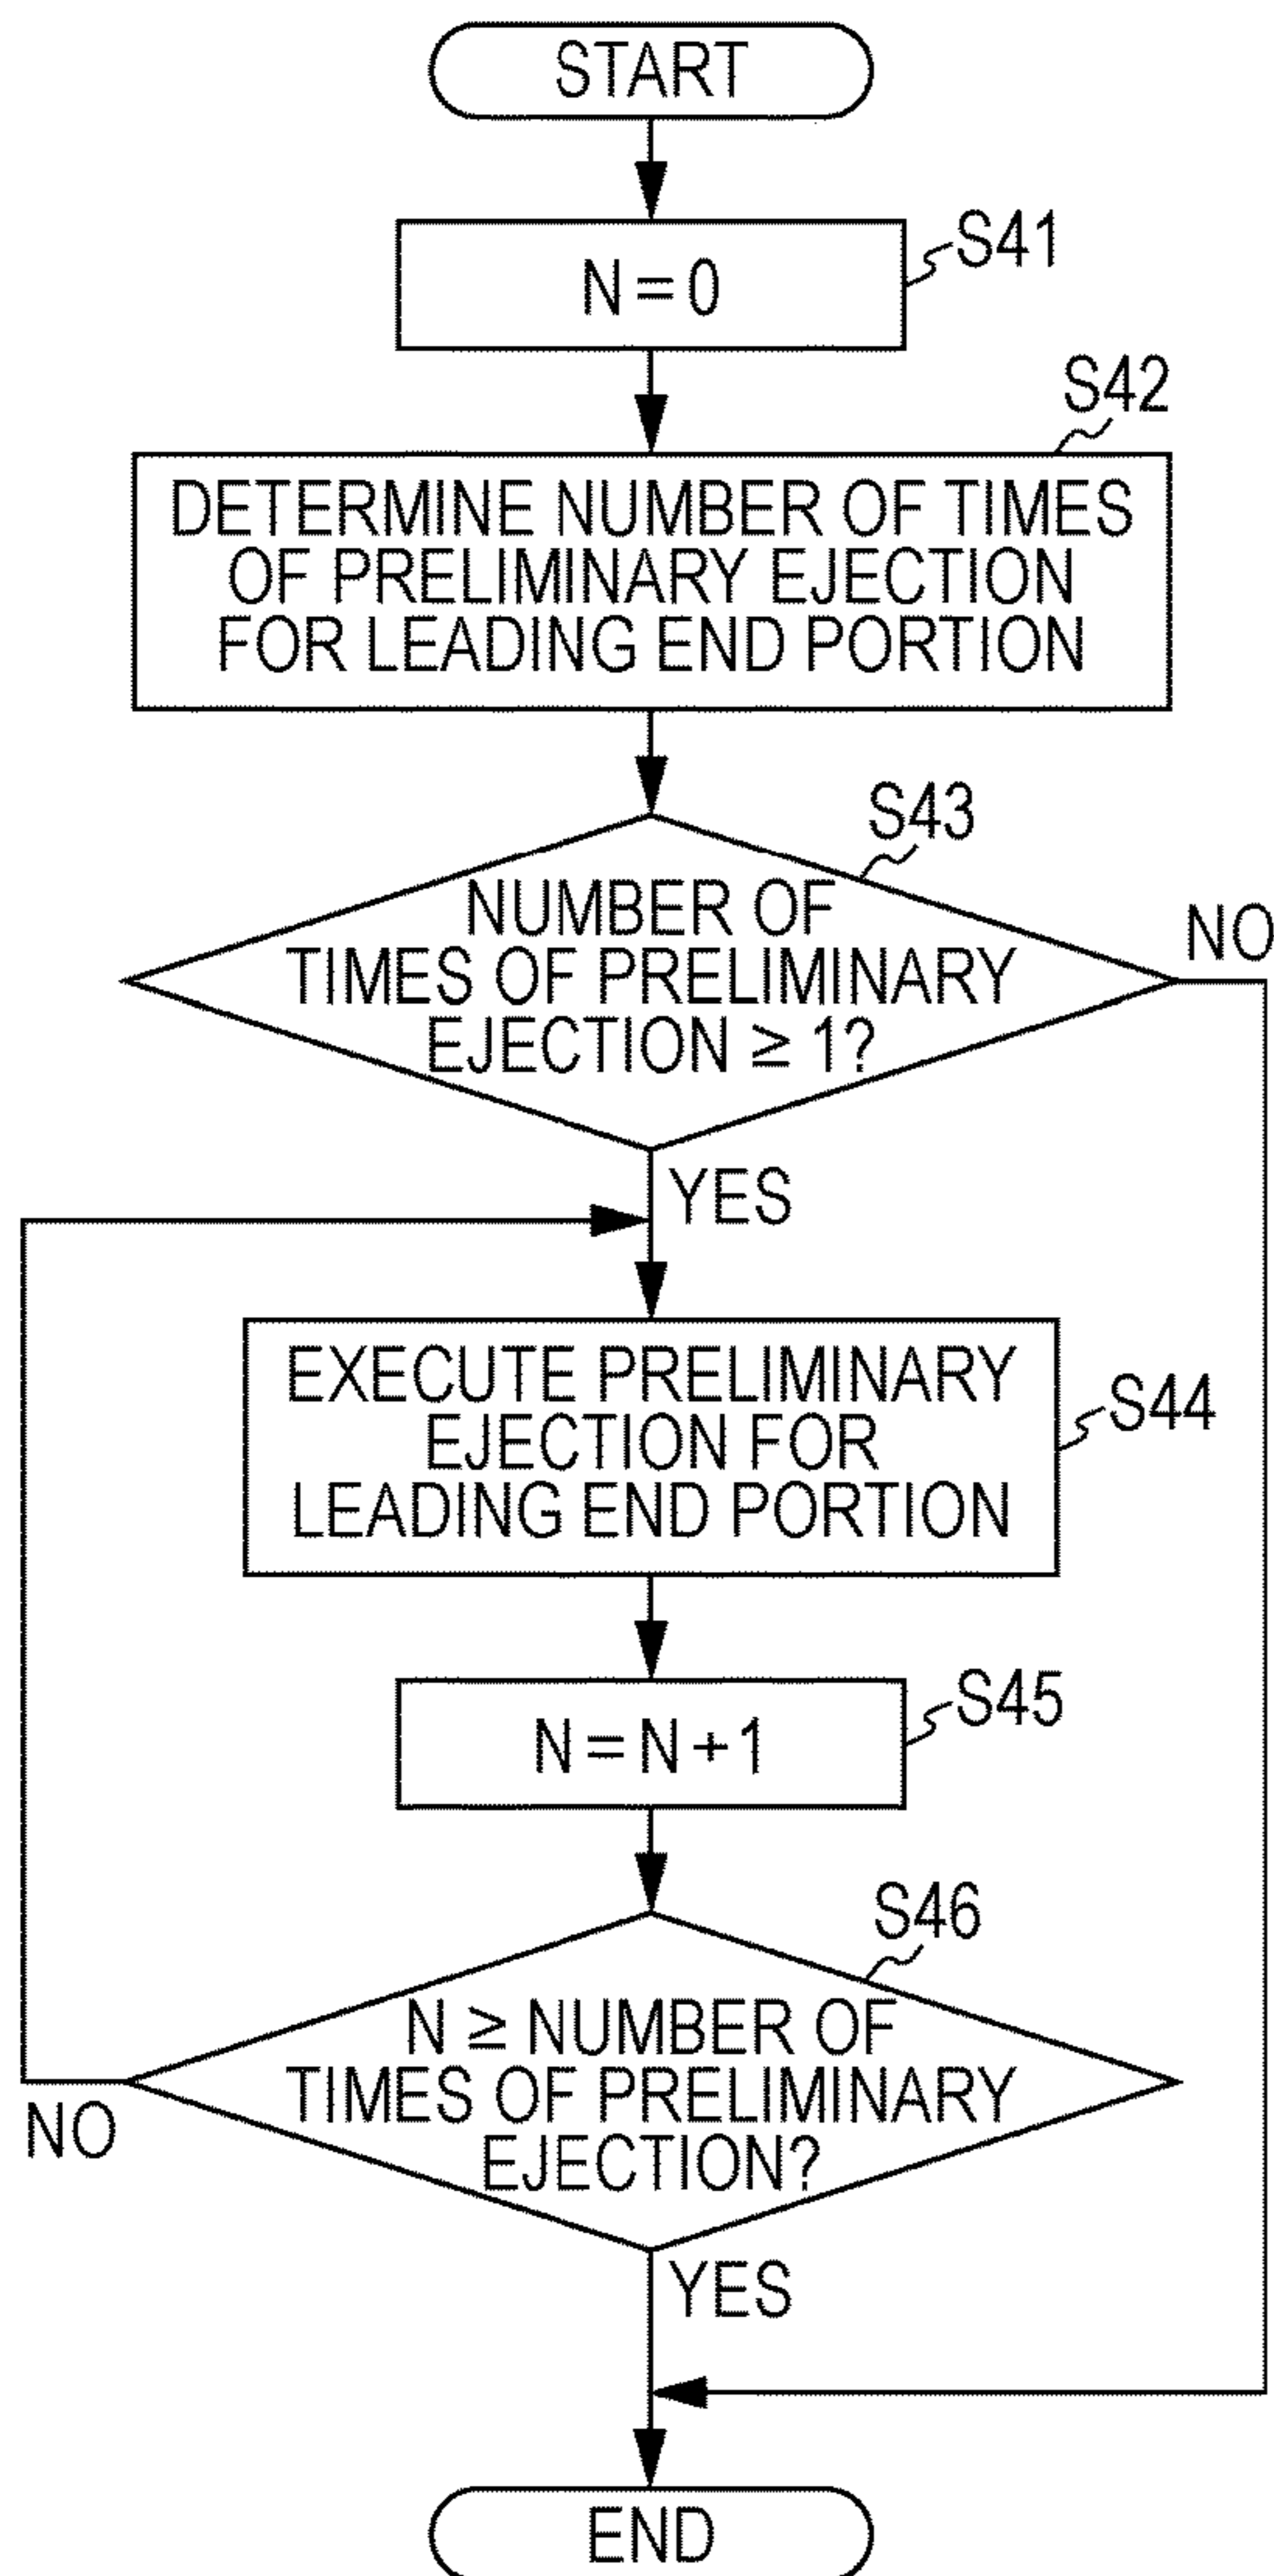 START
S41
N = 0
S42
DETERMINE NUMBER OF TIMES
OF PRELIMINARY EJECTION
FOR LEADING END PORTION
S43
NUMBER OF
TIMES OF PRELIMINARY
EJECTION ≥ 1?
NO
YES
EXECUTE PRELIMINARY
EJECTION FOR
LEADING END PORTION
S44
S45
N = N + 1
S46
N ≥ NUMBER OF
TIMES OF PRELIMINARY
EJECTION?
NO
YES
END